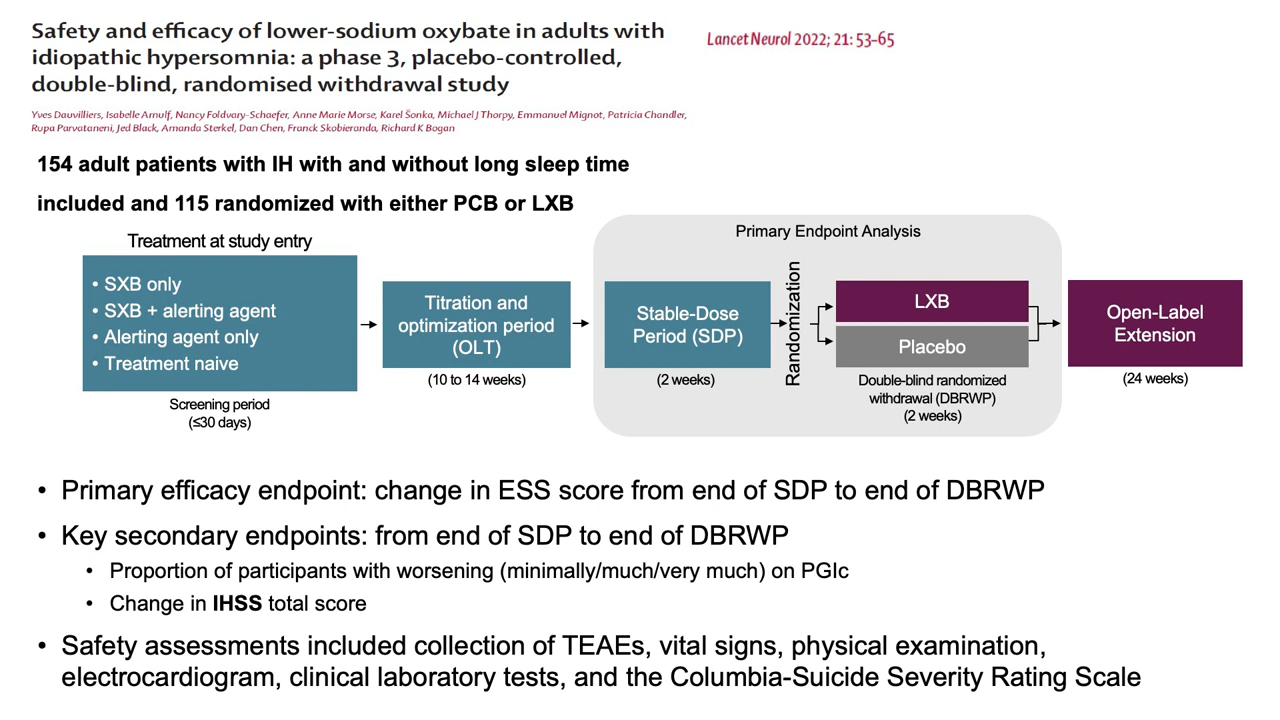 Safety and efficacy of lower-sodium oxybate in adults with
idiopathic hypersomnia: a phase 3, placebo-controlled,
double-blind, randomised withdrawal study
Lancet Neurol 2022; 21: 53–65
Yves Dauvilliers, Isabelle Arnulf, Nancy Foldvary-Schaefer, Anne Marie Morse, Karel Šonka, Michael J Thorpy, Emmanuel Mignot, Patricia Chandler,
Rupa Parvataneni, Jed Black, Amanda Sterkel, Dan Chen, Franck Skobieranda, Richard K Bogan
154 adult patients with IH with and without long sleep time
included and 115 randomized with either PCB or LXB
Treatment at study entry
• SXB only
• SXB + alerting agent
• Alerting agent only
• Treatment naive
Screening period
(≤30 days)
Titration and
optimization period
(OLT)
(10 to 14 weeks)
Primary Endpoint Analysis
Stable-Dose
Period (SDP)
(2 weeks)
Randomization
LXB
Placebo
Double-blind randomized
withdrawal (DBRWP)
(2 weeks)
Open-Label
Extension
(24 weeks)
• Primary efficacy endpoint: change in ESS score from end of SDP to end of DBRWP
• Key secondary endpoints: from end of SDP to end of DBRWP
• Proportion of participants with worsening (minimally/much/very much) on PGIc
• Change in IHSS total score
• Safety assessments included collection of TEAEs, vital signs, physical examination,
electrocardiogram, clinical laboratory tests, and the Columbia-Suicide Severity Rating Scale